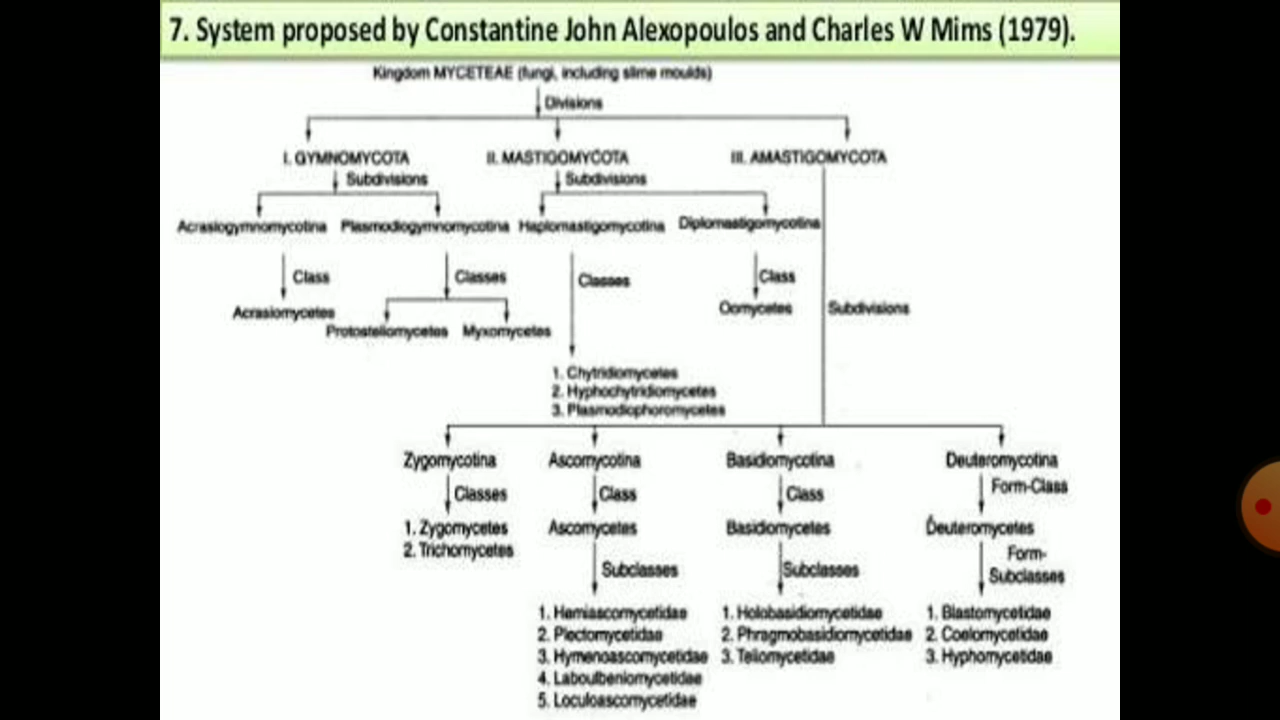 7. System proposed by Constantine John Alexopoulos and Charles W Mims (1979).
Kingdom MYCETEAE (fungi, including slime moulds)
Divisions
I. GYMNOMYCOTA
II. MASTIGOMYCOTA
III. AMASTIGOMYCOTA
Subdivisions
Subdivisions
Acrasiogymnomycotina
Plasmodiogymnomycotina
Haplomastigomycotina
Diplomastigomycotina
Class
Classes
Classes
Class
Acrasiomycetes
Protosteliomycetes
Myxomycetes
Oomycetes
Subdivisions
1. Chytridiomycetes
2. Hyphochytridiomycetes
3. Plasmodiophoromycetes
Zygomycotina
Ascomycotina
Basidiomycotina
Deuteromycotina
Classes
Class
Class
Form-Class
1. Zygomycetes
2. Trichomycetes
Ascomycetes
Basidiomycetes
Deuteromycetes
Subclasses
Subclasses
Form-
Subclasses
1. Hemiascomycetidae
2. Plectomycetidae
3. Hymenoascomycetidae
4. Laboulbeniomycetidae
5. Loculoascomycetidae
1. Holobasidiomycetidae
2. Phragmobasidiomycetidae
3. Teliomycetidae
1. Blastomycetidae
2. Coelomycetidae
3. Hyphomycetidae